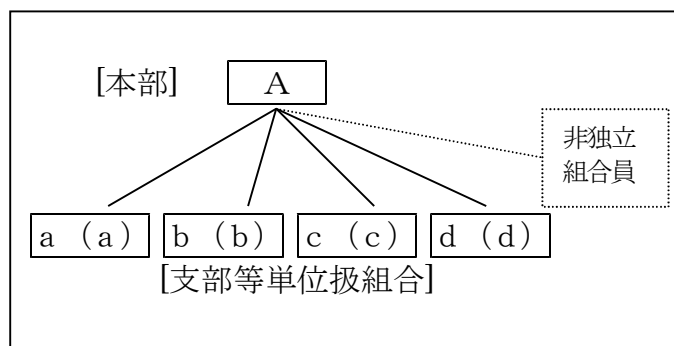 [本部]
Ａ
非独立
組合員
ａ（ａ）
ｂ（ｂ）
ｃ（ｃ）
ｄ（ｄ）
[支部等単位扱組合]